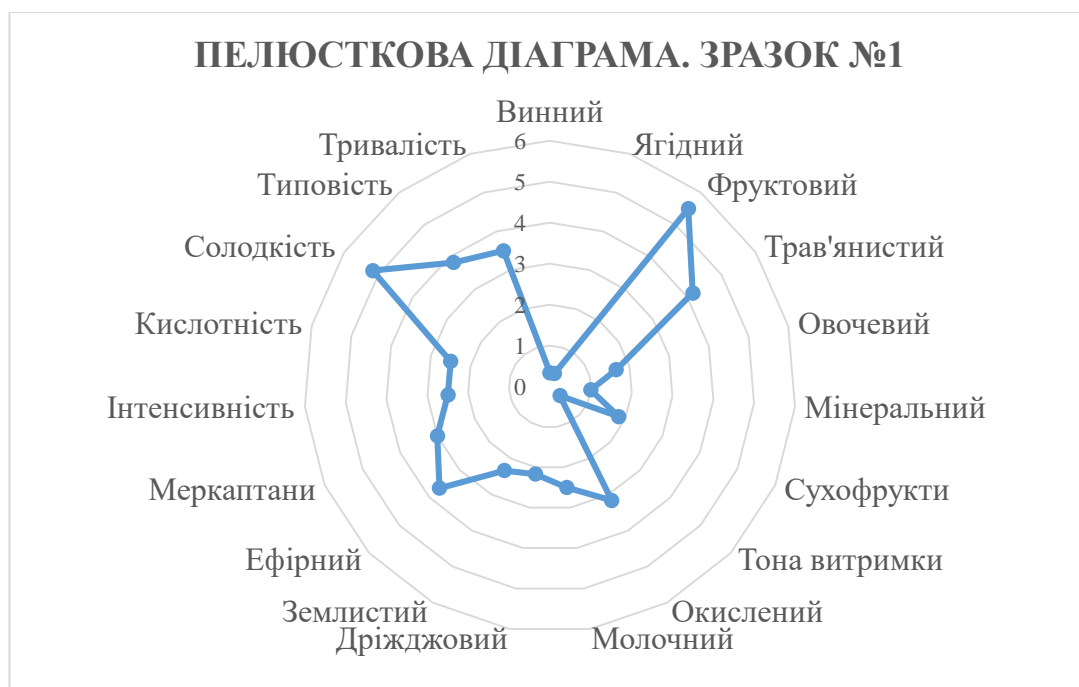 ПЕЛЮСТКОВА ДІАГРАМА. ЗРАЗОК №1
Винний
Ягідний
Фруктовий
Трав'янистий
Овочевий
Мінеральний
Сухофрукти
Тона витримки
Окислений
Молочний
Дріжджовий
Землистий
Ефірний
Меркаптани
Інтенсивність
Кислотність
Солодкість
Типовість
Тривалість
6
5
4
3
2
1
0